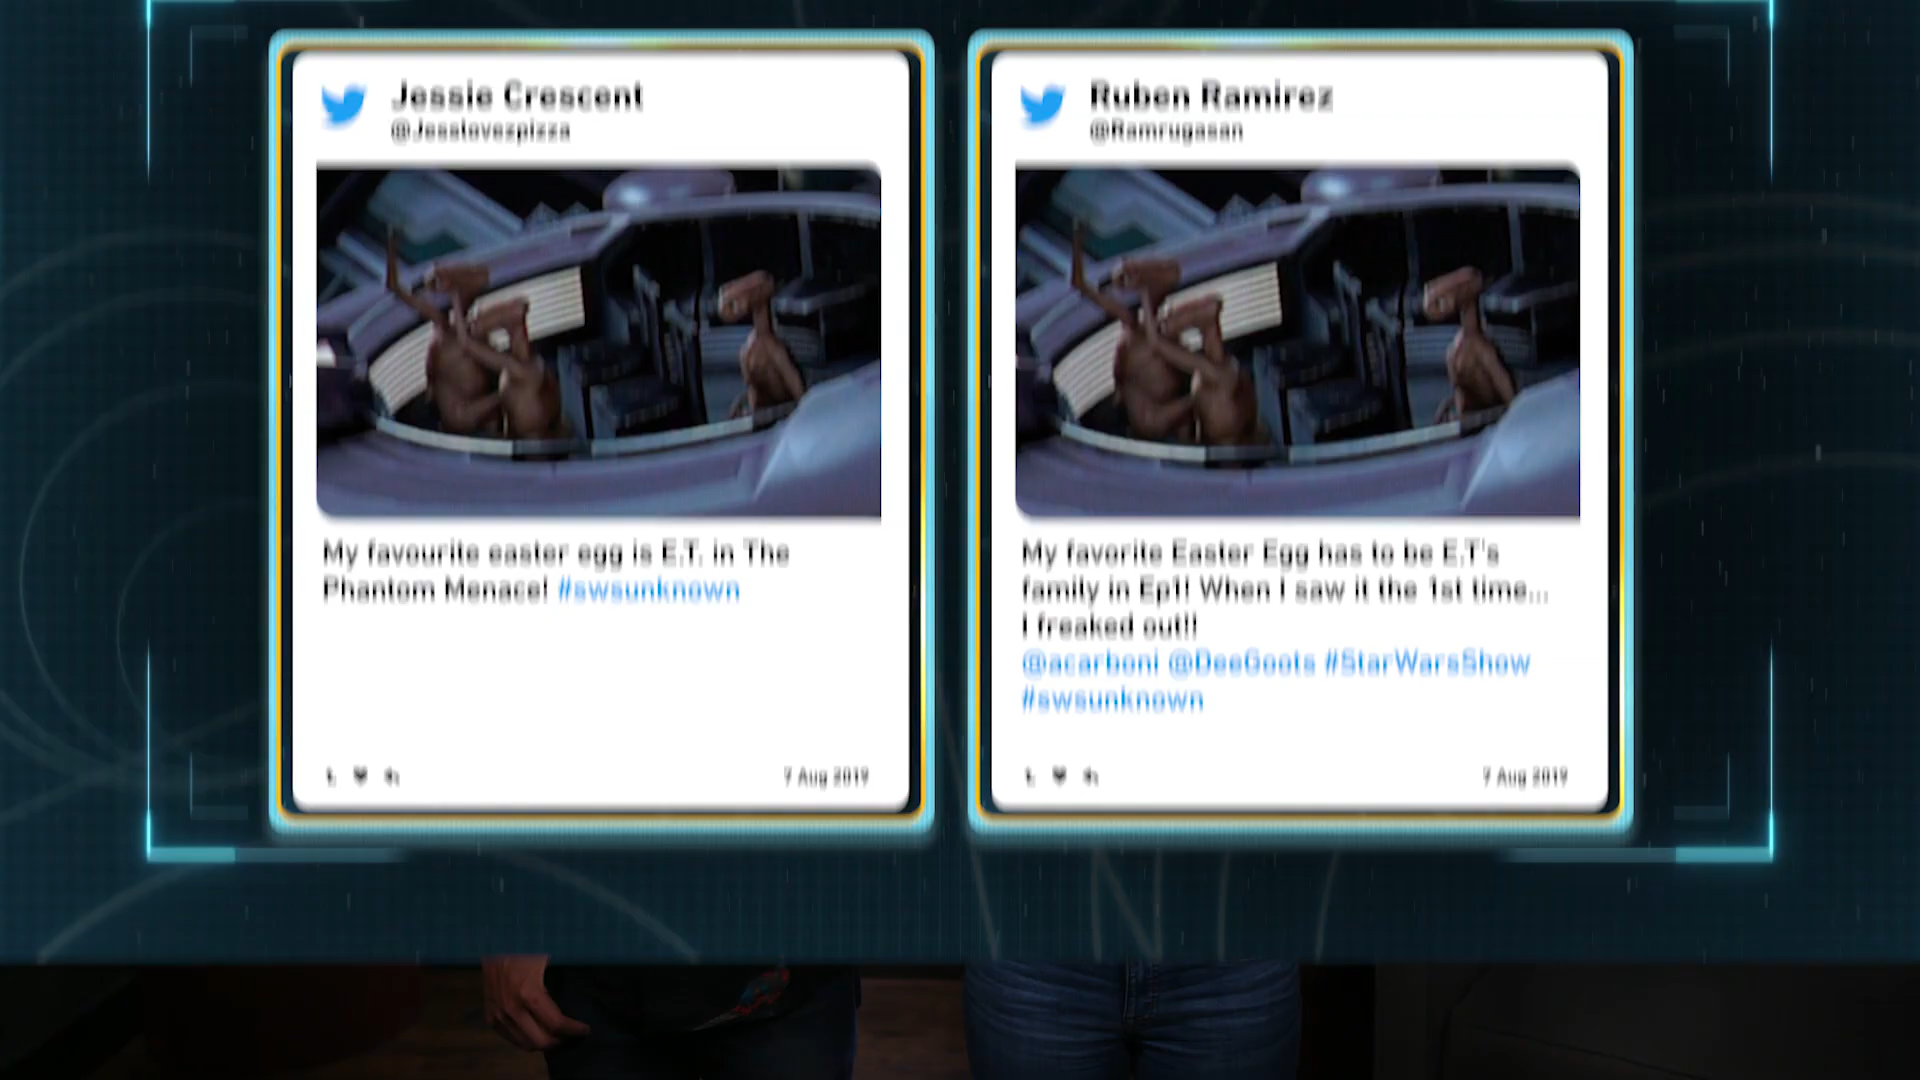 Jessie Crescent
@Jesslovezpizza
My favourite easter egg is E.T. in The
Phantom Menace! #swsunknown
7 Aug 2019
Ruben Ramirez
@Ramrugasan
My favorite Easter Egg has to be E.T's
family in Ep1! When I saw it the 1st time...
I freaked out!!
@acarboni @DeeGoots #StarWarsShow
#swsunknown
7 Aug 2019